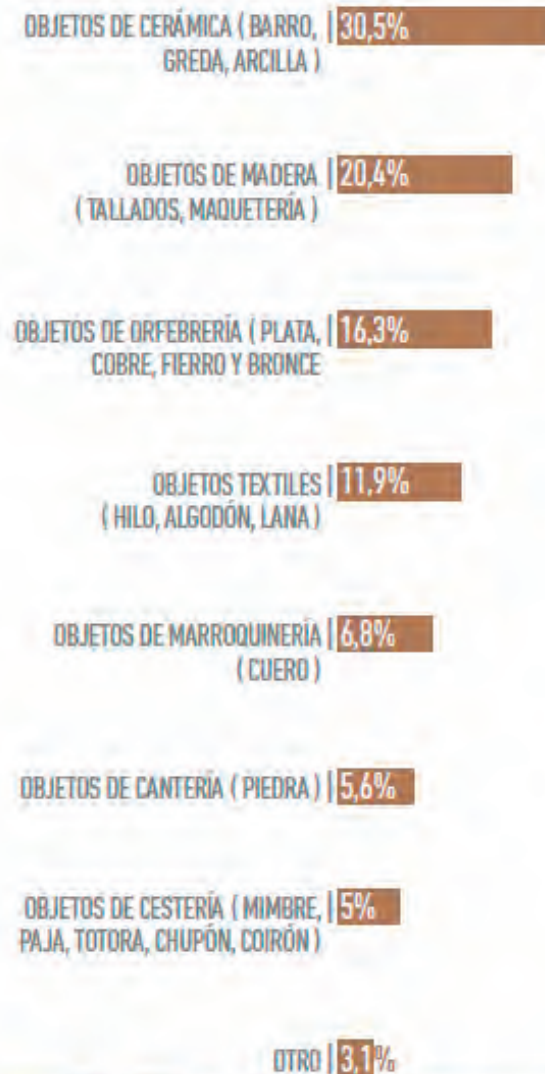 OBJETOS DE CERÁMICA ( BARRO, | 30,5%
GREDA, ARCILLA )
OBJETOS DE MADERA | 20,4%
( TALLADOS, MAQUETERÍA )
OBJETOS DE ORFEBRERÍA ( PLATA, | 16,3%
COBRE, FIERRO Y BRONCE
OBJETOS TEXTILES | 11,9%
( HILO, ALGODÓN, LANA )
OBJETOS DE MARROQUINERÍA | 6,8%
( CUERO )
OBJETOS DE CANTERÍA ( PIEDRA ) | 5,6%
OBJETOS DE CESTERÍA ( MIMBRE, | 5%
PAJA, TOTORA, CHUPÓN, COIRÓN )
OTRO | 3,1%